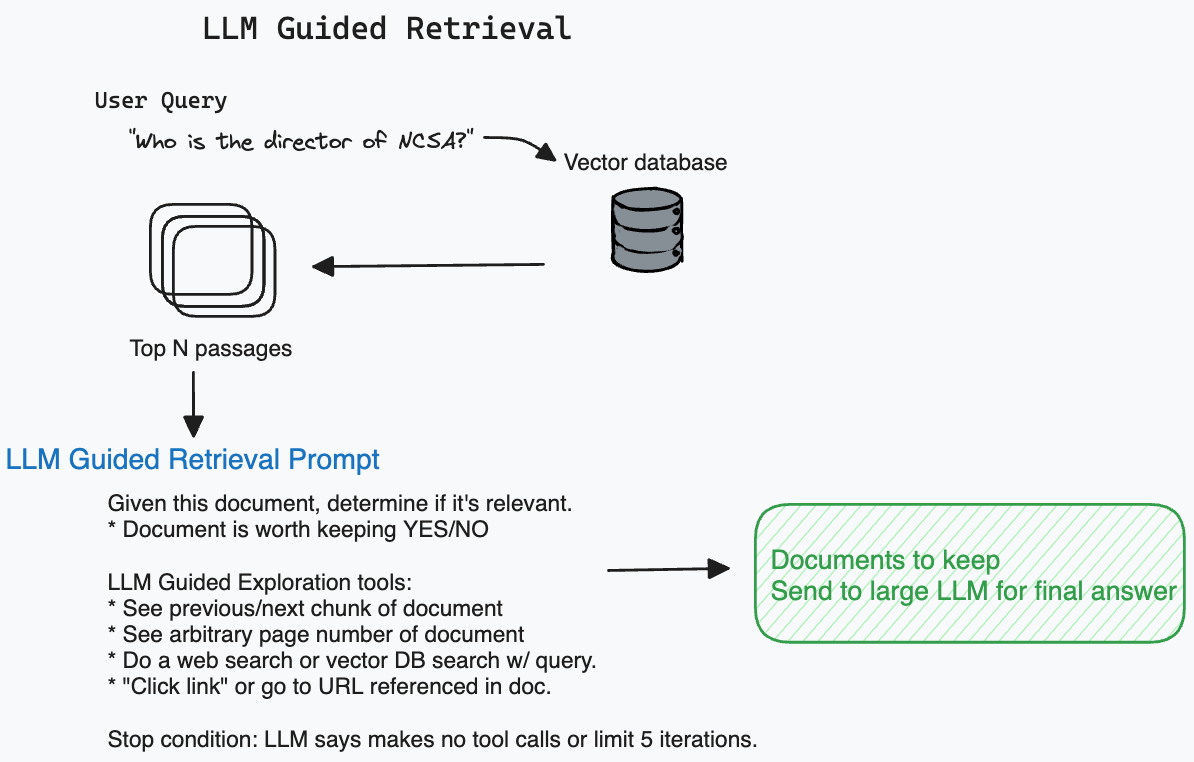 LLM Guided Retrieval
User Query
"Who is the director of NCSA?"
Vector database
Top N passages
LLM Guided Retrieval Prompt
Given this document, determine if it's relevant.
* Document is worth keeping YES/NO
LLM Guided Exploration tools:
* See previous/next chunk of document
* See arbitrary page number of document
* Do a web search or vector DB search w/ query.
* "Click link" or go to URL referenced in doc.
Stop condition: LLM says makes no tool calls or limit 5 iterations.
Documents to keep
Send to large LLM for final answer